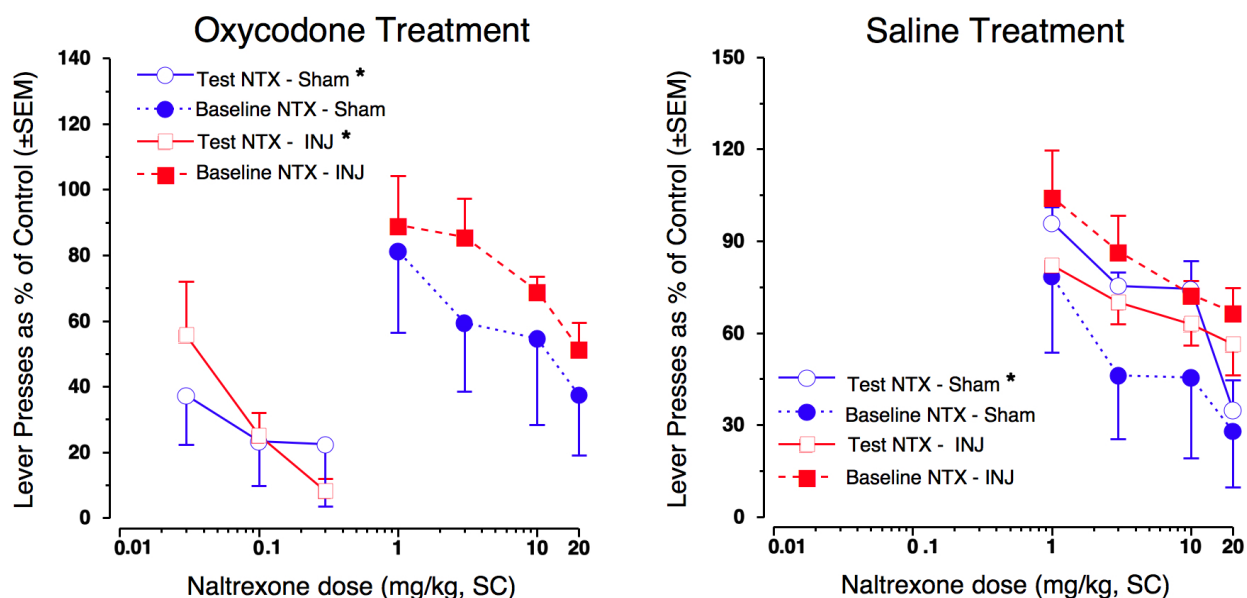 Oxycodone Treatment
Lever Presses as % of Control (±SEM)
140
120
100
80
60
40
20
0
Test NTX - Sham *
Baseline NTX - Sham
Test NTX - INJ *
Baseline NTX - INJ
0.01 0.1 1 10 20
Naltrexone dose (mg/kg, SC)
Saline Treatment
Lever Presses as % of Control (±SEM)
150
120
90
60
30
0
Test NTX - Sham *
Baseline NTX - Sham
Test NTX - INJ
Baseline NTX - INJ
0.01 0.1 1 10 20
Naltrexone dose (mg/kg, SC)